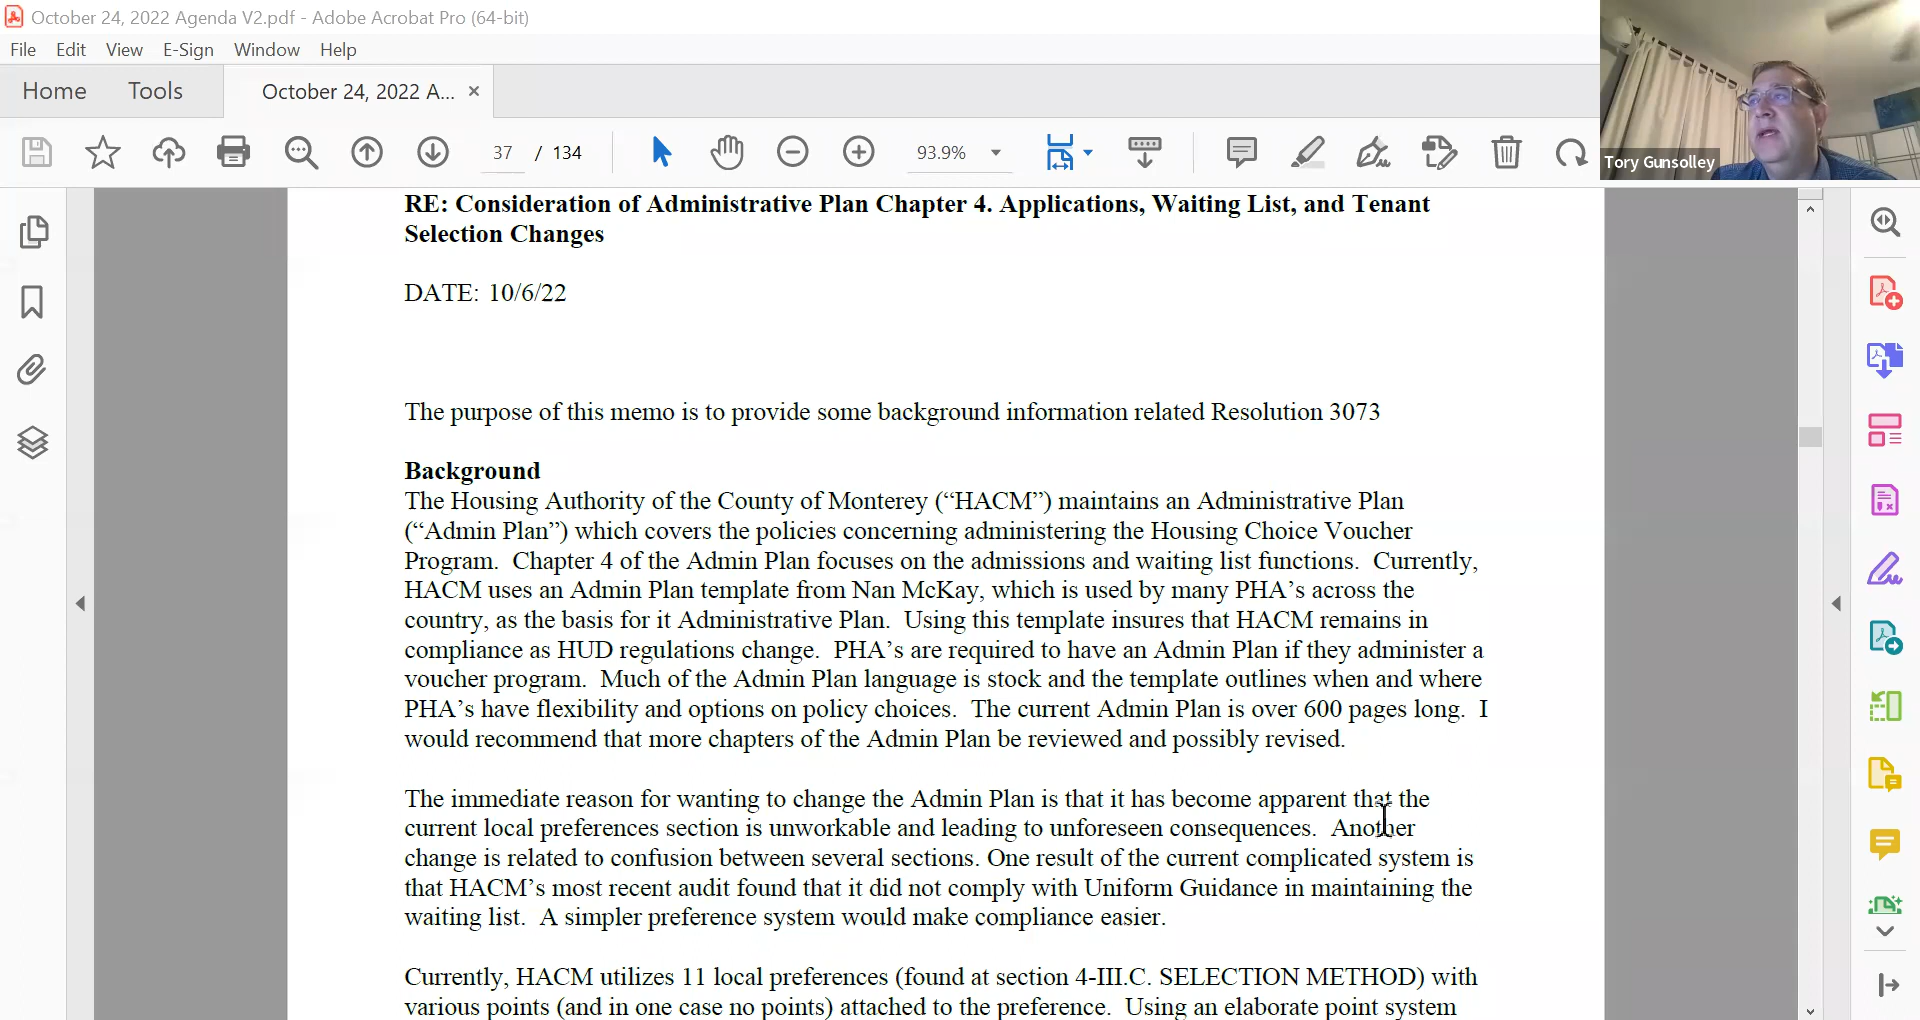 October 24, 2022 Agenda V2.pdf - Adobe Acrobat Pro (64-bit)
File Edit View E-Sign Window Help
Home Tools October 24, 2022 A... ×
37 / 134 93.9%
Tory Gunsolley
RE: Consideration of Administrative Plan Chapter 4. Applications, Waiting List, and Tenant
Selection Changes
DATE: 10/6/22
The purpose of this memo is to provide some background information related Resolution 3073
Background
The Housing Authority of the County of Monterey (“HACM”) maintains an Administrative Plan
(“Admin Plan”) which covers the policies concerning administering the Housing Choice Voucher
Program. Chapter 4 of the Admin Plan focuses on the admissions and waiting list functions. Currently,
HACM uses an Admin Plan template from Nan McKay, which is used by many PHA’s across the
country, as the basis for it Administrative Plan. Using this template insures that HACM remains in
compliance as HUD regulations change. PHA’s are required to have an Admin Plan if they administer a
voucher program. Much of the Admin Plan language is stock and the template outlines when and where
PHA’s have flexibility and options on policy choices. The current Admin Plan is over 600 pages long. I
would recommend that more chapters of the Admin Plan be reviewed and possibly revised.
The immediate reason for wanting to change the Admin Plan is that it has become apparent that the
current local preferences section is unworkable and leading to unforeseen consequences. Another
change is related to confusion between several sections. One result of the current complicated system is
that HACM’s most recent audit found that it did not comply with Uniform Guidance in maintaining the
waiting list. A simpler preference system would make compliance easier.
Currently, HACM utilizes 11 local preferences (found at section 4-III.C. SELECTION METHOD) with
various points (and in one case no points) attached to the preference. Using an elaborate point system